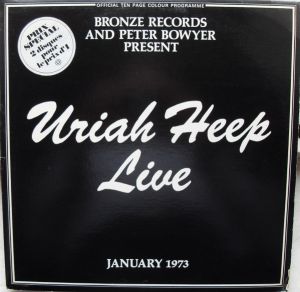 OFFICIAL TEN PAGE COLOUR PROGRAMME
BRONZE RECORDS
AND PETER BOWYER
PRESENT
PRIX
SPECIAL
2 disques
pour
le prix d'1
Uriah Heep
Live
JANUARY 1973